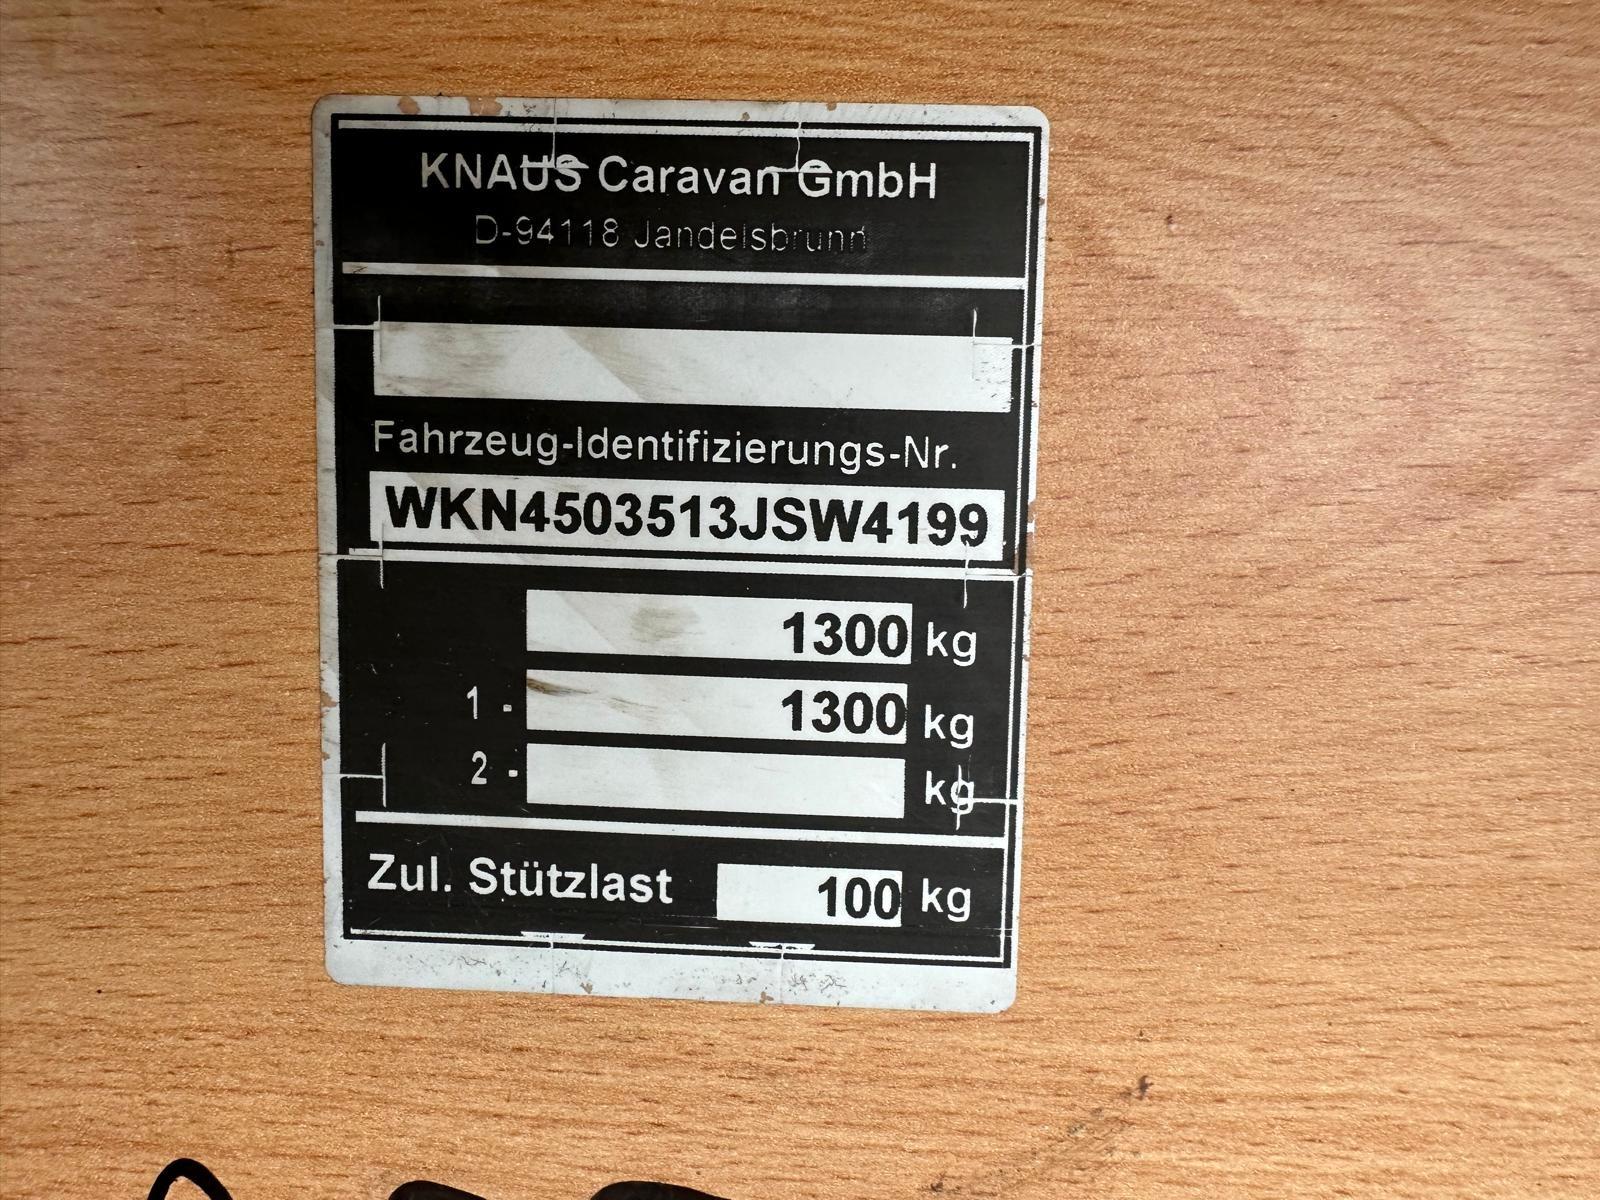 KNAUS Caravan GmbH
D-94118 Jandelsbrunn
Fahrzeug-Identifizierungs-Nr.
WKN4503513JSW4199
1300 kg
1 - 1300 kg
2 - kg
Zul. Stützlast 100 kg